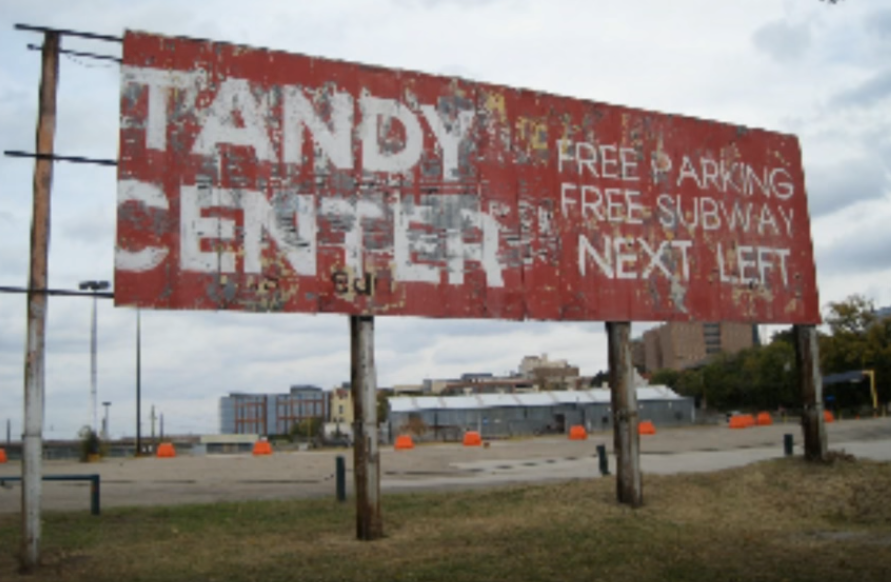 TANDY
CENTER
FREE PARKING
FREE SUBWAY
NEXT LEFT